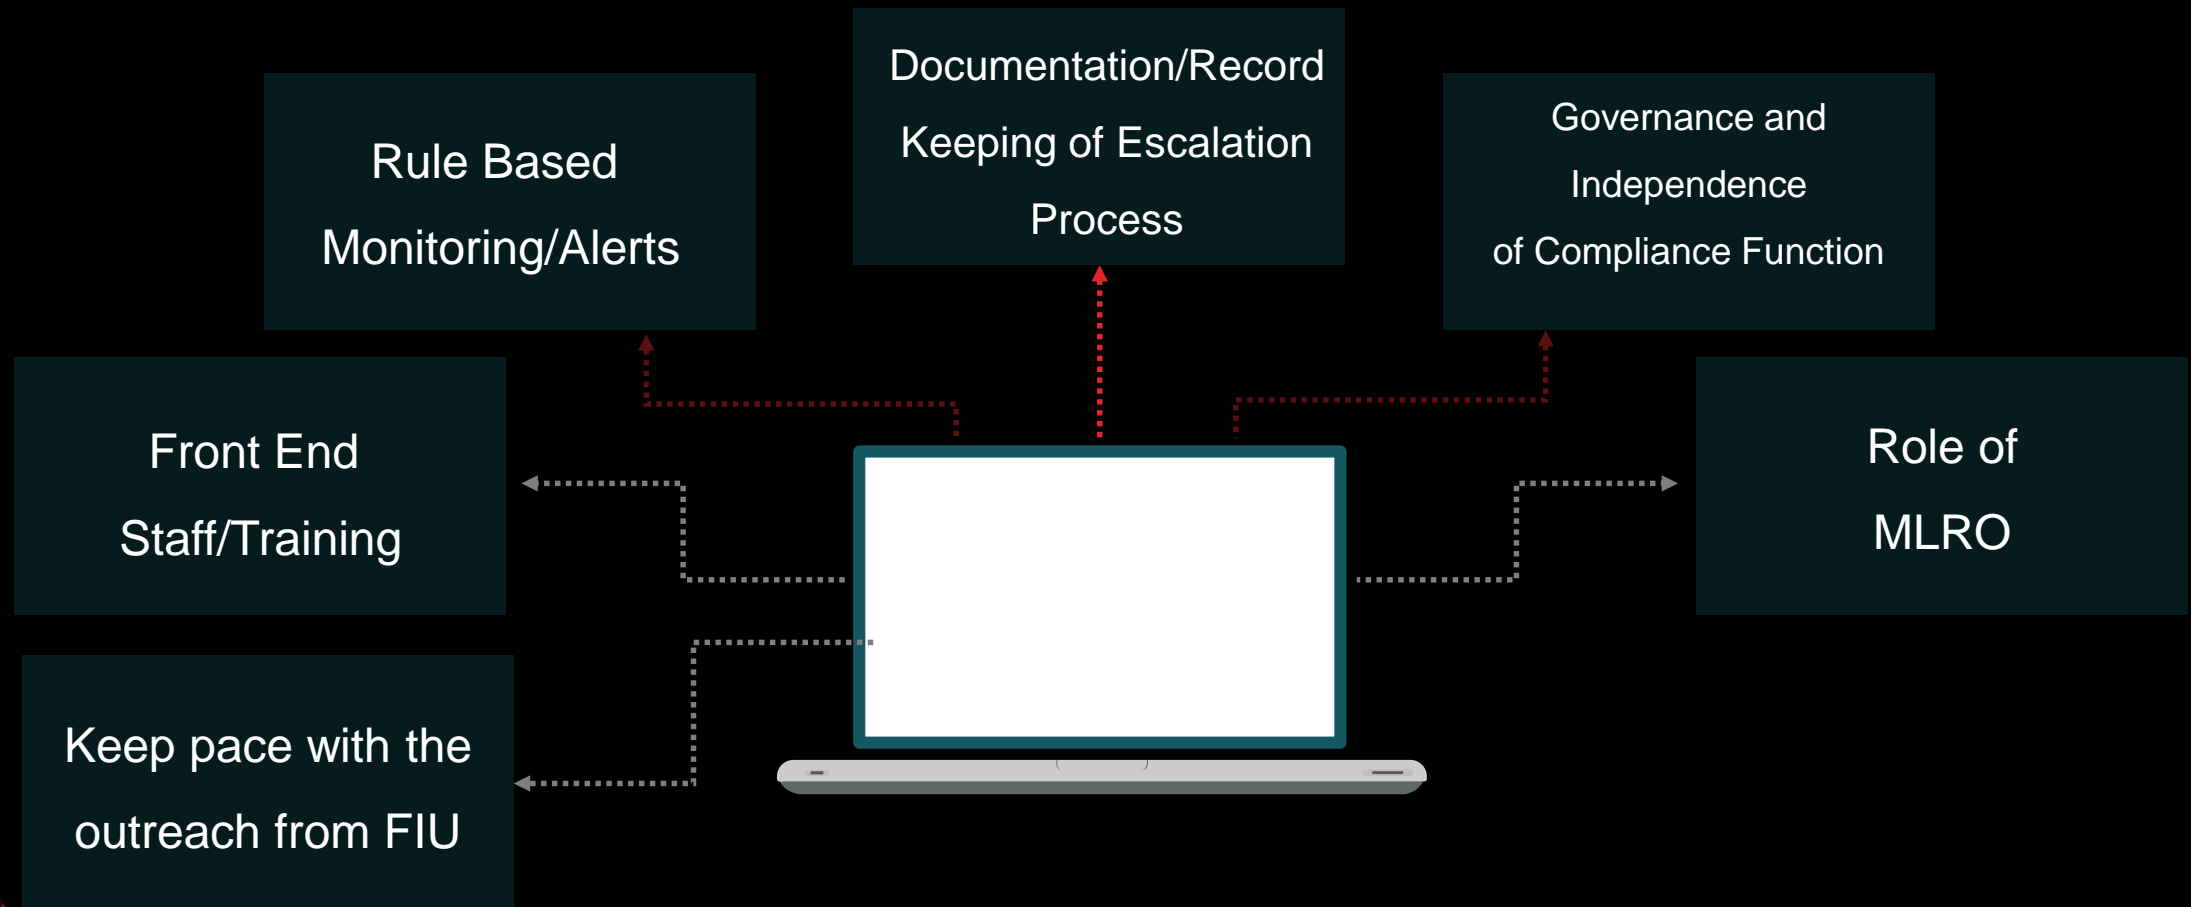 Documentation/Record
Keeping of Escalation
Process
Rule Based
Monitoring/Alerts
Governance and
Independence
of Compliance Function
Front End
Staff/Training
Role of
MLRO
Keep pace with the
outreach from FIU